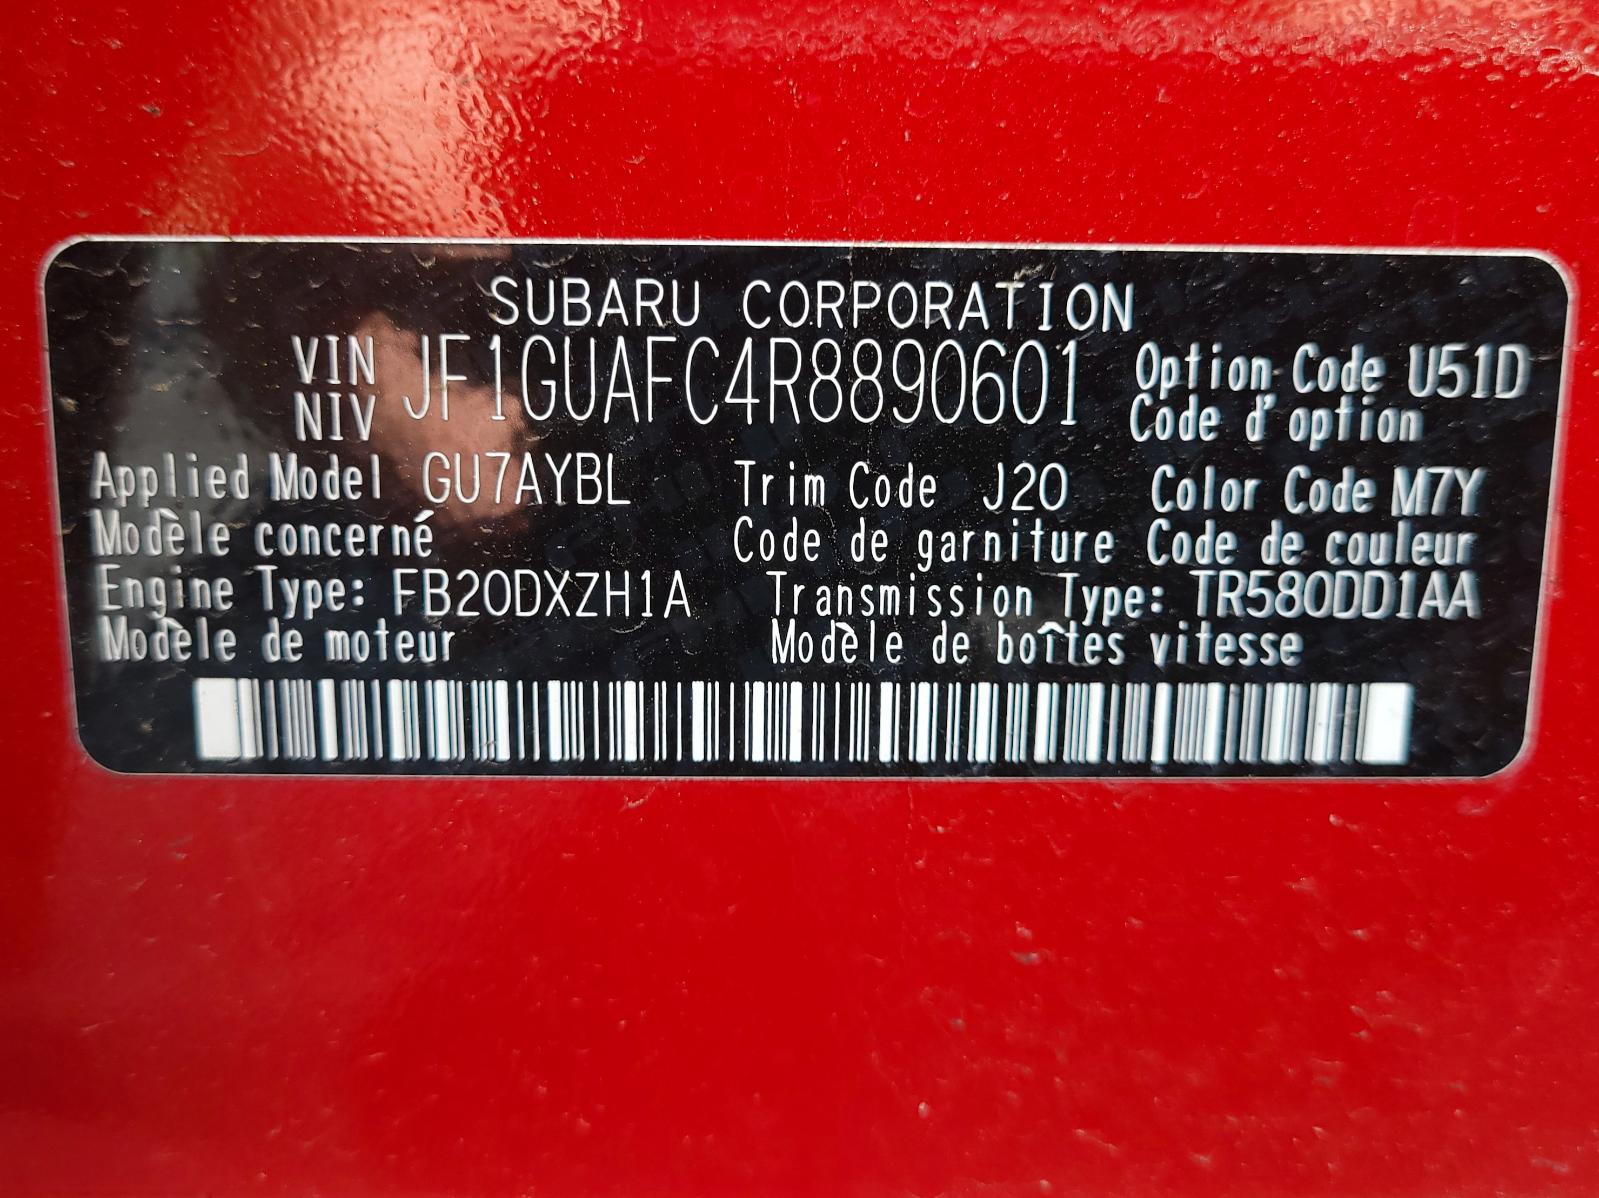 SUBARU CORPORATION
VIN JF1GUAFC4R8890601 Option Code U51D
NIV Code d'option
Applied Model GU7AYBL Trim Code J20 Color Code M7Y
Modèle concerné Code de garniture Code de couleur
Engine Type: FB20DXZH1A Transmission Type: TR580DD1AA
Modèle de moteur Modèle de boîtes vitesse